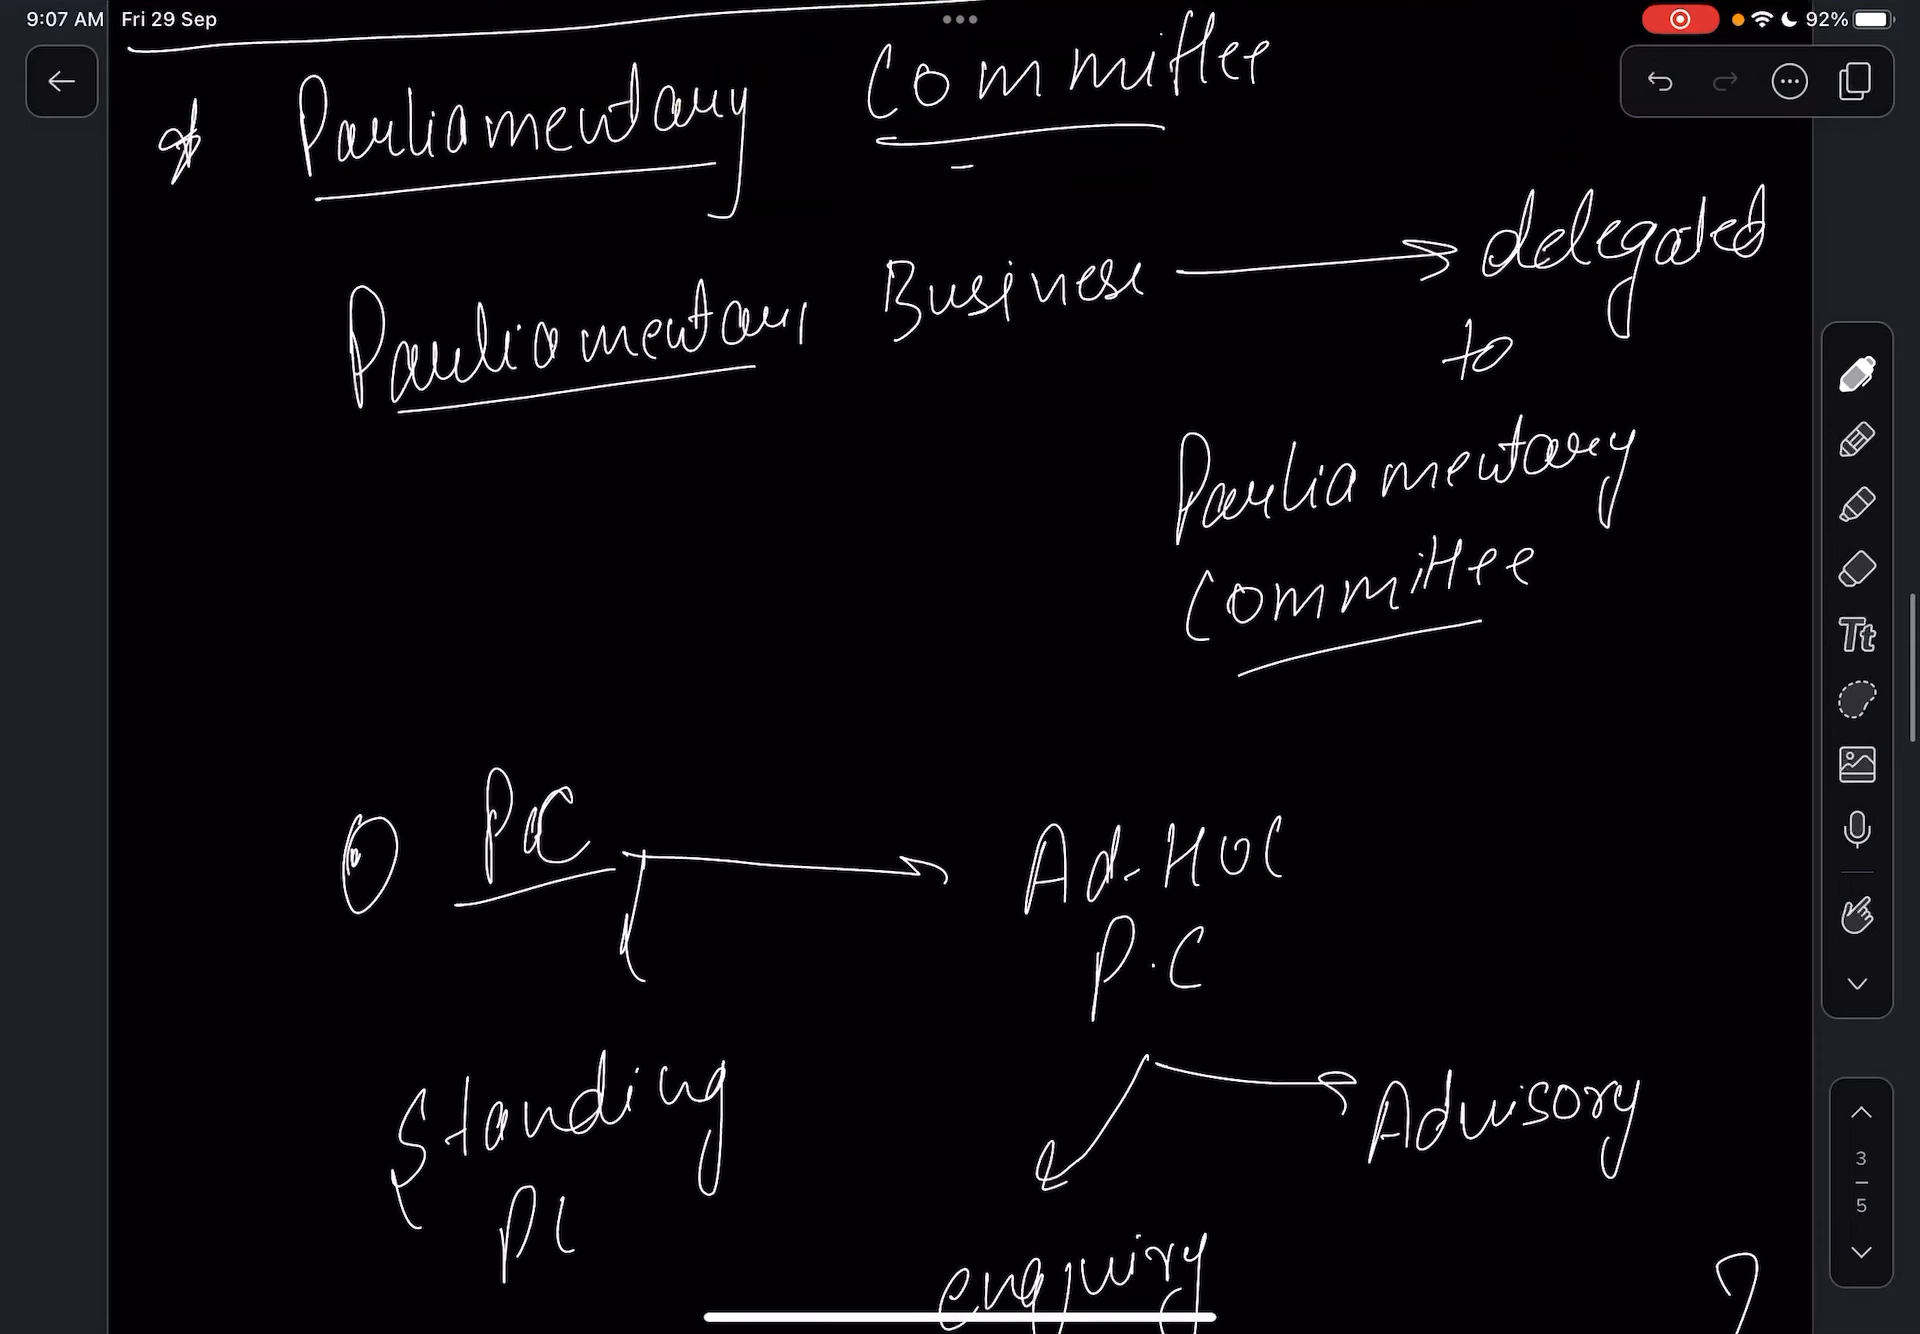 9:07 AM Fri 29 Sep
92%
Parliamentary Committee
Parliamentary Business → delegated
to
Parliamentary
Committee
PC → Ad-Hoc
P.C
Standing
PC
Advisory
enquiry
?
Tt
3
5